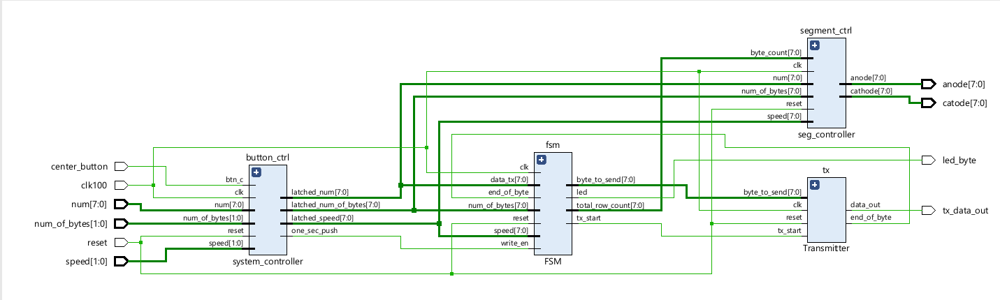 center_button
clk100
num[7:0]
num_of_bytes[1:0]
reset
speed[1:0]
button_ctrl
btn_c
clk
num[7:0]
num_of_bytes[1:0]
reset
speed[1:0]
latched_num[7:0]
latched_num_of_bytes[7:0]
latched_speed[7:0]
one_sec_push
system_controller
fsm
clk
data_tx[7:0]
end_of_byte
num_of_bytes[7:0]
reset
speed[7:0]
write_en
byte_to_send[7:0]
led
total_row_count[7:0]
tx_start
FSM
segment_ctrl
byte_count[7:0]
clk
num[7:0]
num_of_bytes[7:0]
reset
speed[7:0]
anode[7:0]
cathode[7:0]
seg_controller
tx
byte_to_send[7:0]
clk
reset
tx_start
data_out
end_of_byte
Transmitter
anode[7:0]
catode[7:0]
led_byte
tx_data_out